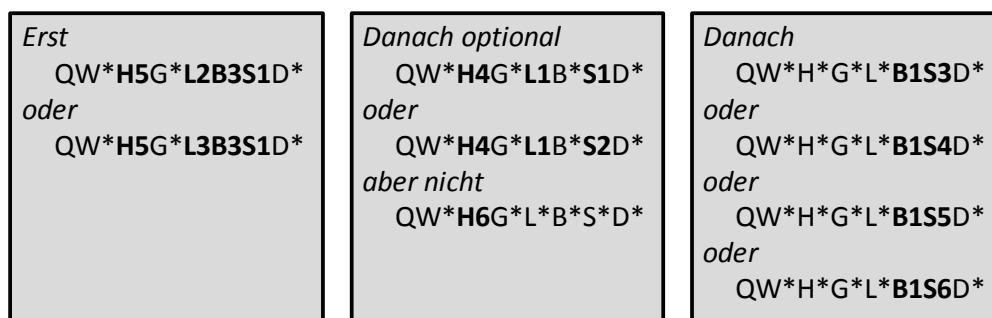 Erst
QW*H5G*L2B3S1D*
oder
QW*H5G*L3B3S1D*
Danach optional
QW*H4G*L1B*S1D*
oder
QW*H4G*L1B*S2D*
aber nicht
QW*H6G*L*B*S*D*
Danach
QW*H*G*L*B1S3D*
oder
QW*H*G*L*B1S4D*
oder
QW*H*G*L*B1S5D*
oder
QW*H*G*L*B1S6D*